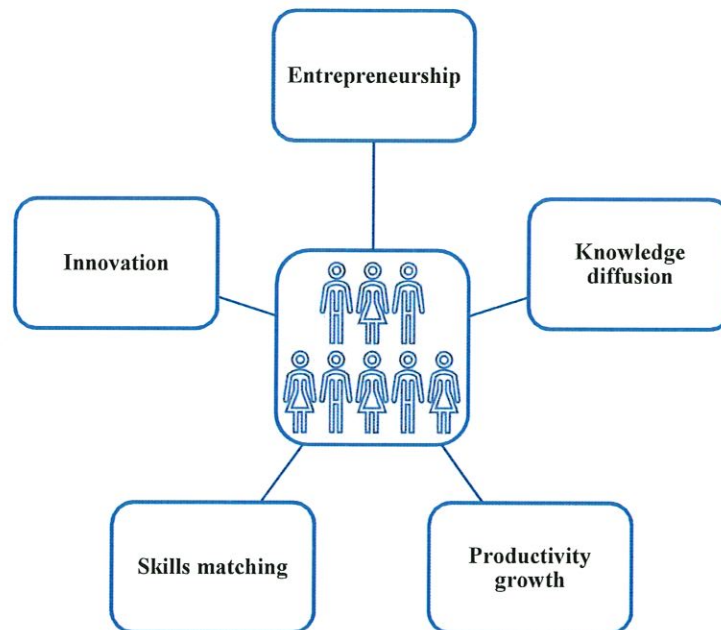 Entrepreneurship
Innovation
Knowledge
diffusion
Skills matching
Productivity
growth